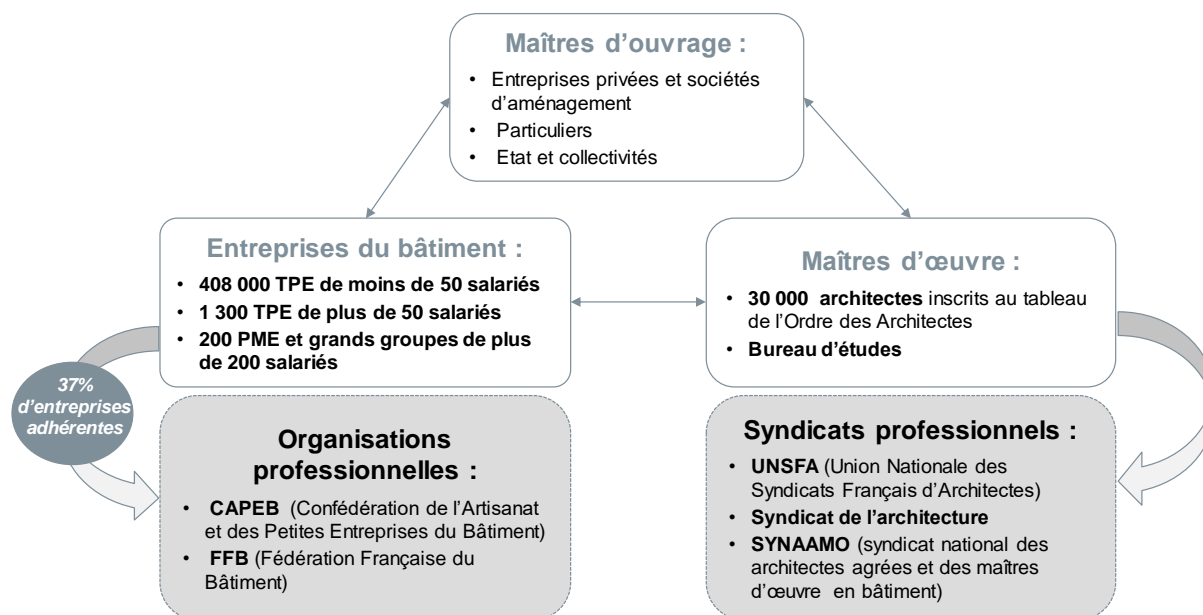 Maîtres d'ouvrage :
• Entreprises privées et sociétés
d'aménagement
• Particuliers
• Etat et collectivités
Entreprises du bâtiment :
• 408 000 TPE de moins de 50 salariés
• 1 300 TPE de plus de 50 salariés
• 200 PME et grands groupes de plus
de 200 salariés
Maîtres d'œuvre :
• 30 000 architectes inscrits au tableau
de l'Ordre des Architectes
• Bureau d'études
37%
d'entreprises
adhérentes
Organisations
professionnelles :
• CAPEB (Confédération de l'Artisanat
et des Petites Entreprises du Bâtiment)
• FFB (Fédération Française du
Bâtiment)
Syndicats professionnels :
• UNSFA (Union Nationale des
Syndicats Français d'Architectes)
• Syndicat de l'architecture
• SYNAAMO (syndicat national des
architectes agrées et des maîtres
d'œuvre en bâtiment)